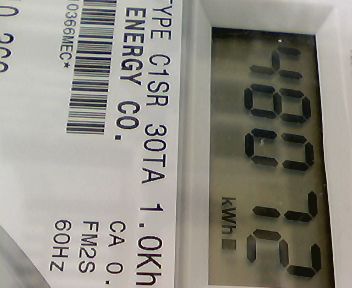 48072
kWh
TYPE C1SR 30TA 1.0Kh
ENERGY CO.
CA 0.
FM2S
60HZ
0366MEC*